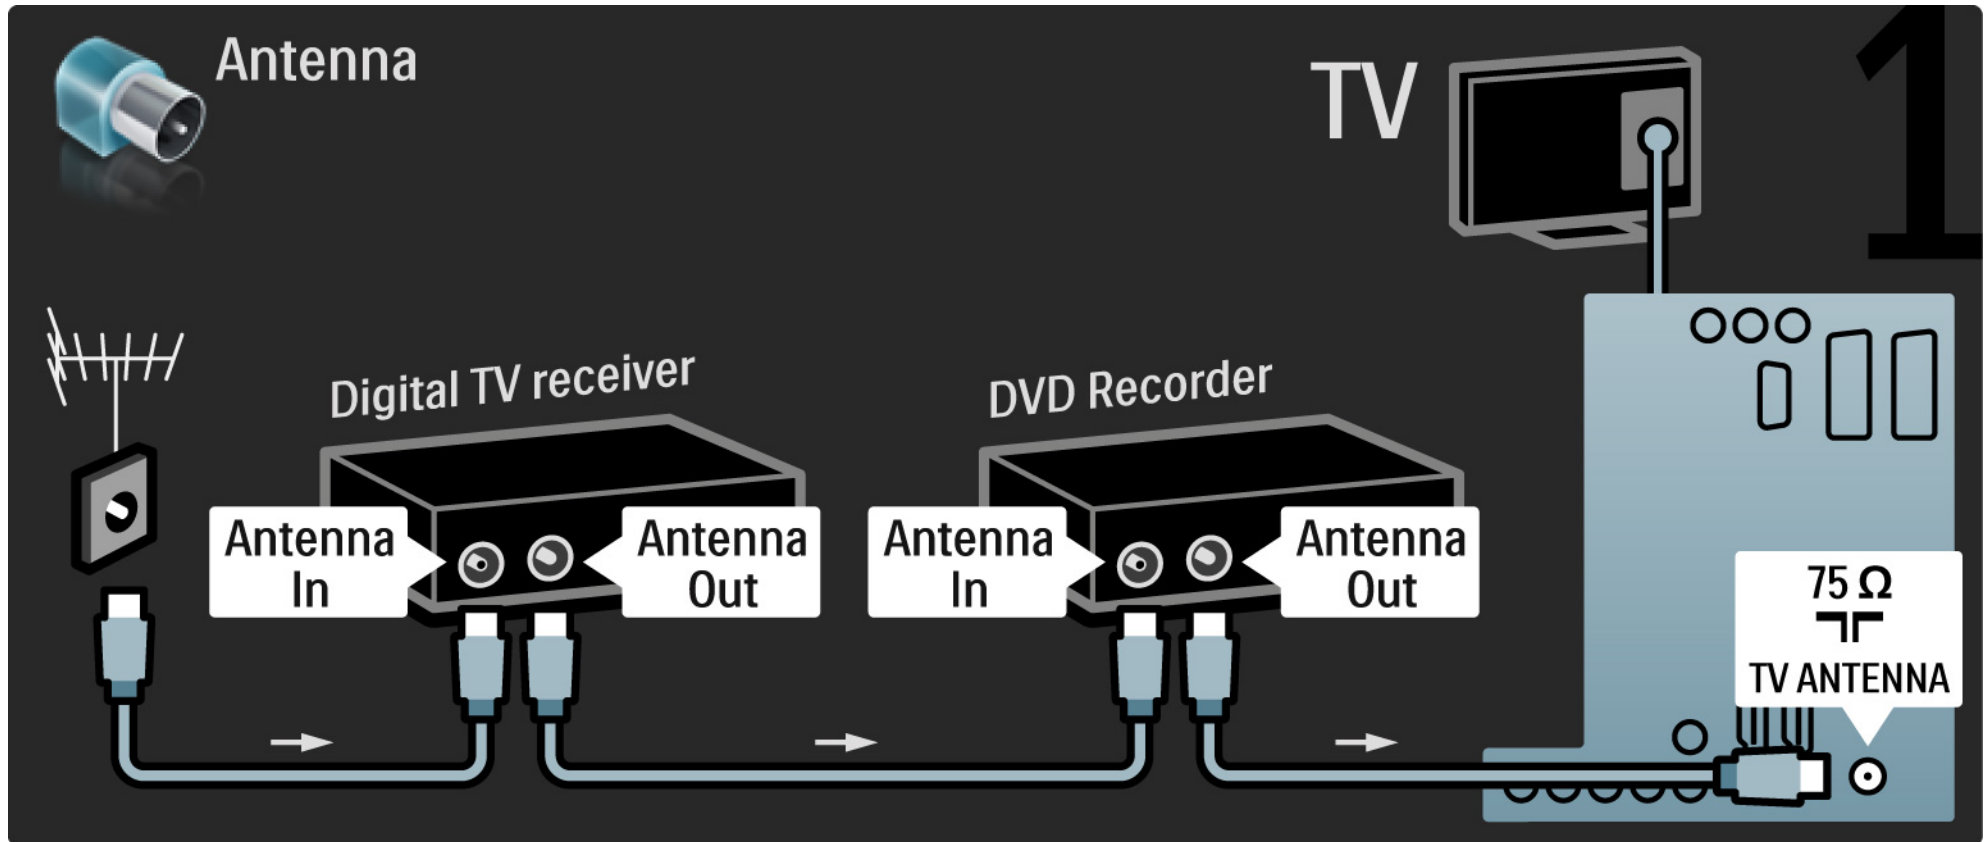 Antenna
TV
1
Digital TV receiver
DVD Recorder
Antenna
In
Antenna
Out
Antenna
In
Antenna
Out
75 Ω
TV ANTENNA